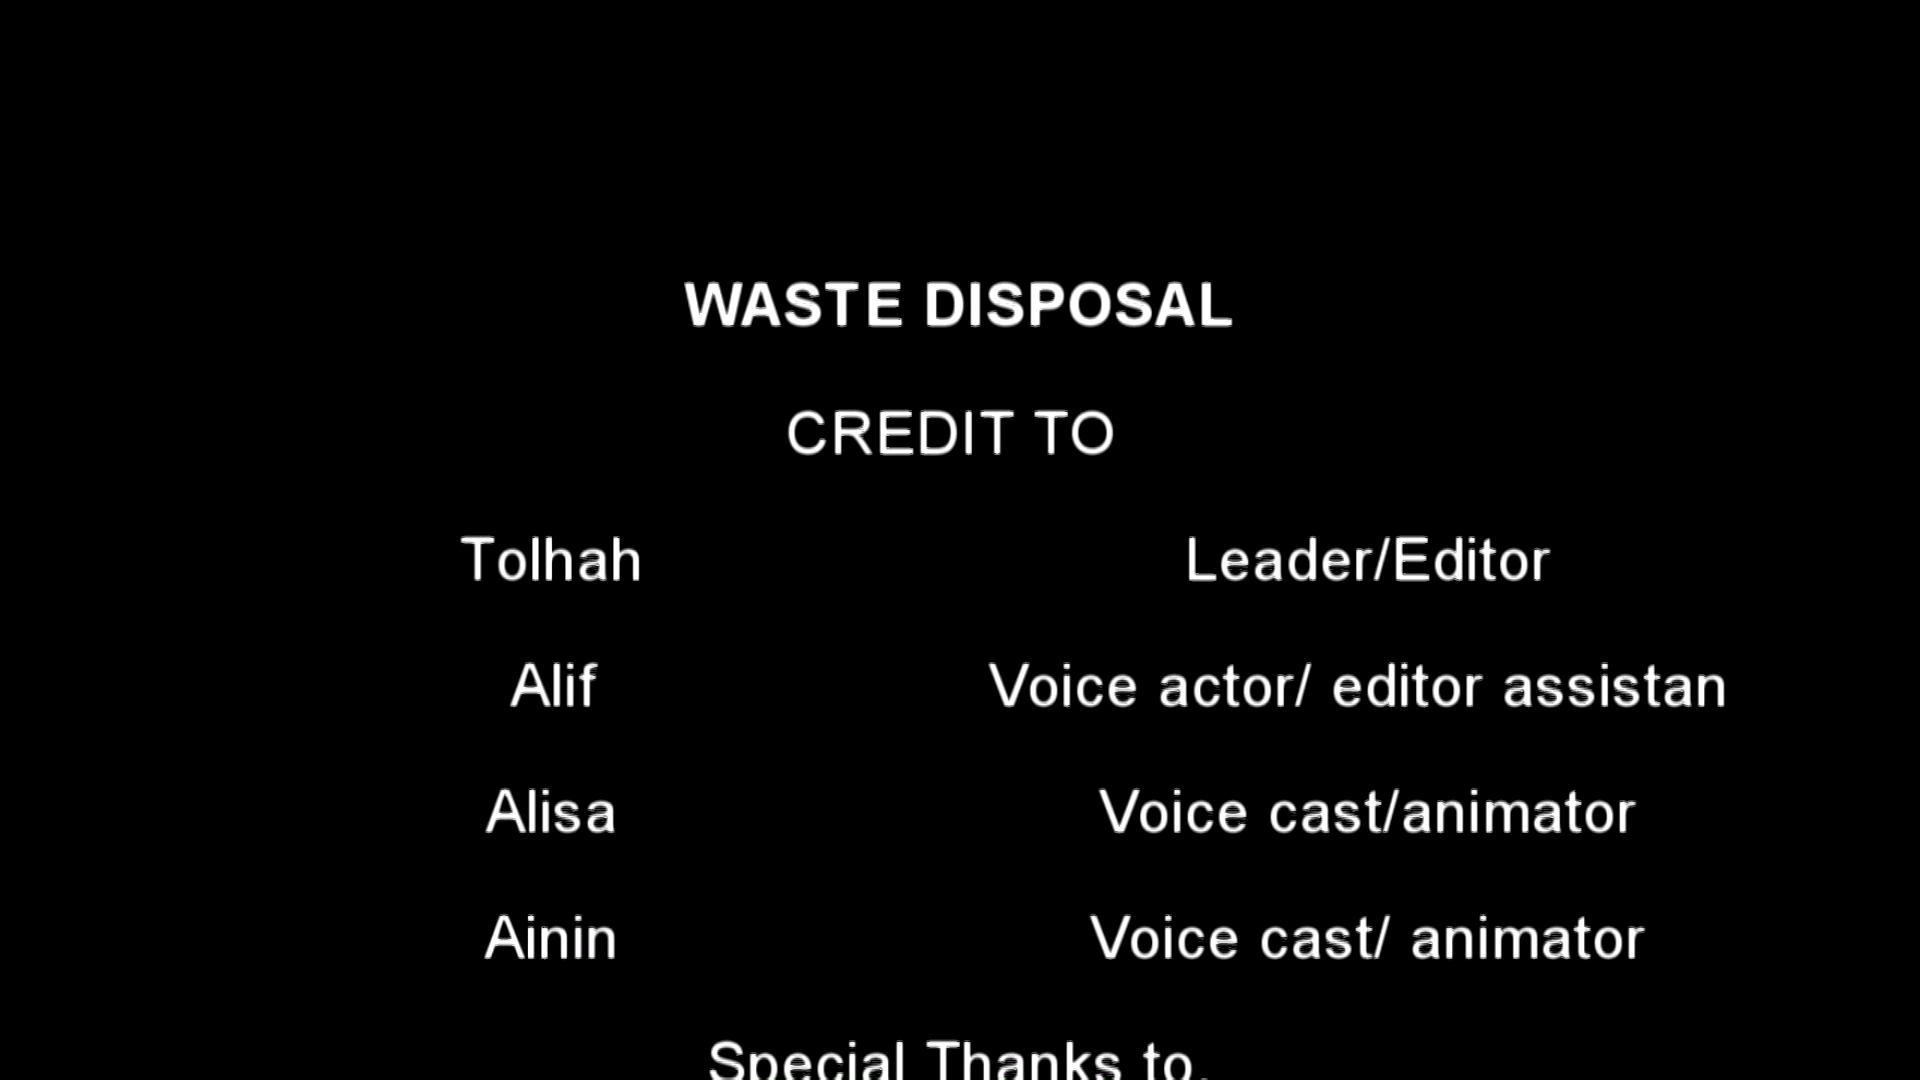 WASTE DISPOSAL
CREDIT TO
Tolhah Leader/Editor
Alif Voice actor/ editor assistan
Alisa Voice cast/animator
Ainin Voice cast/ animator
Special Thanks to.